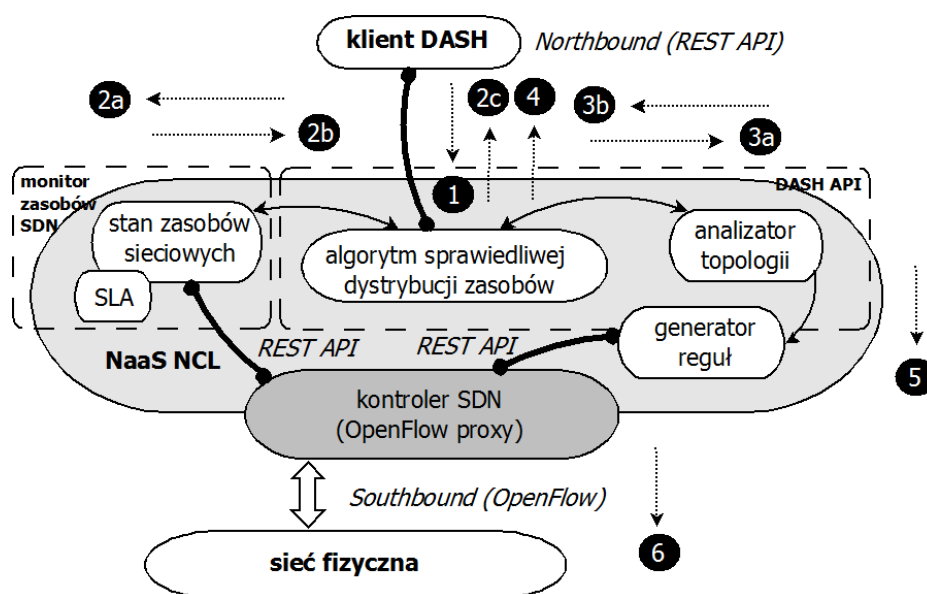 klient DASH
Northbound (REST API)
2a
2b
2c
4
3b
3a
monitor
zasobów
SDN
DASH API
1
stan zasobów
sieciowych
algorytm sprawiedliwej
dystrybucji zasobów
analizator
topologii
SLA
generator
reguł
REST API
REST API
NaaS NCL
5
kontroler SDN
(OpenFlow proxy)
Southbound (OpenFlow)
6
sieć fizyczna